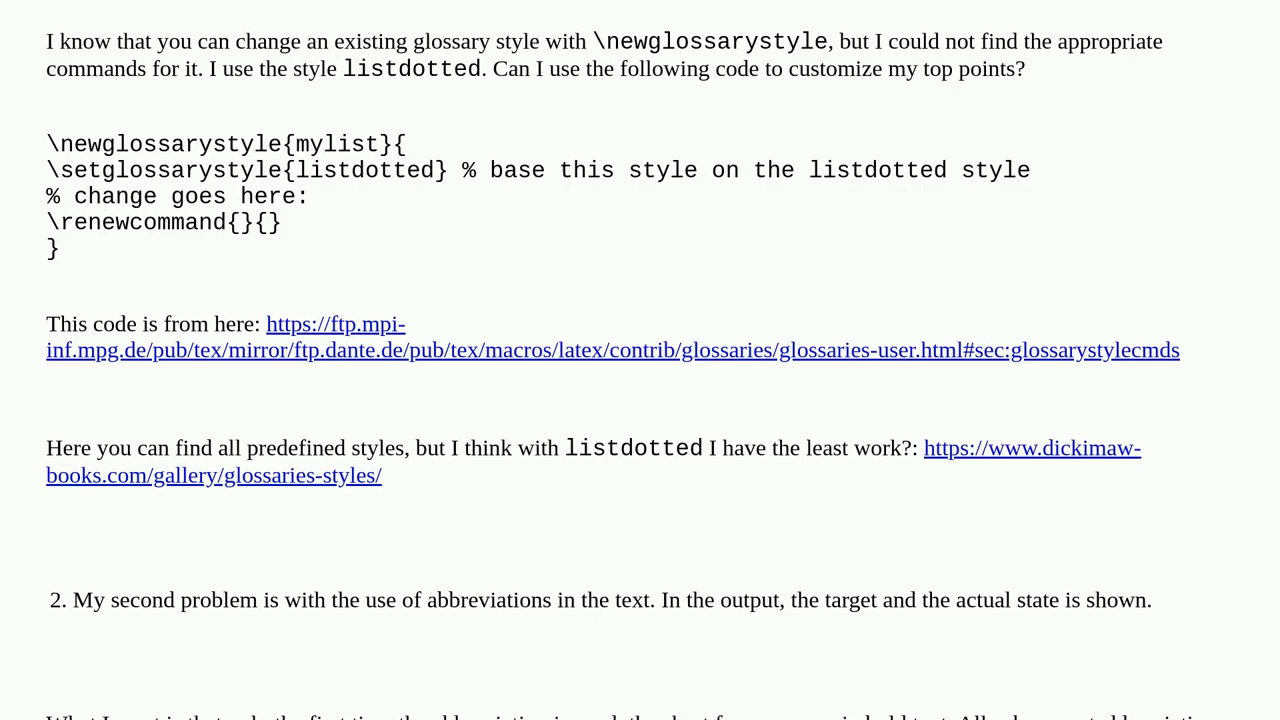 I know that you can change an existing glossary style with \newglossarystyle, but I could not find the appropriate
commands for it. I use the style listdotted. Can I use the following code to customize my top points?
\newglossarystyle{mylist}{
\setglossarystyle{listdotted} % base this style on the listdotted style
% change goes here:
\renewcommand{}{}
}
This code is from here: https://ftp.mpi-
inf.mpg.de/pub/tex/mirror/ftp.dante.de/pub/tex/macros/latex/contrib/glossaries/glossaries-user.html#sec:glossarystylecmds
Here you can find all predefined styles, but I think with listdotted I have the least work?: https://www.dickimaw-
books.com/gallery/glossaries-styles/
2. My second problem is with the use of abbreviations in the text. In the output, the target and the actual state is shown.